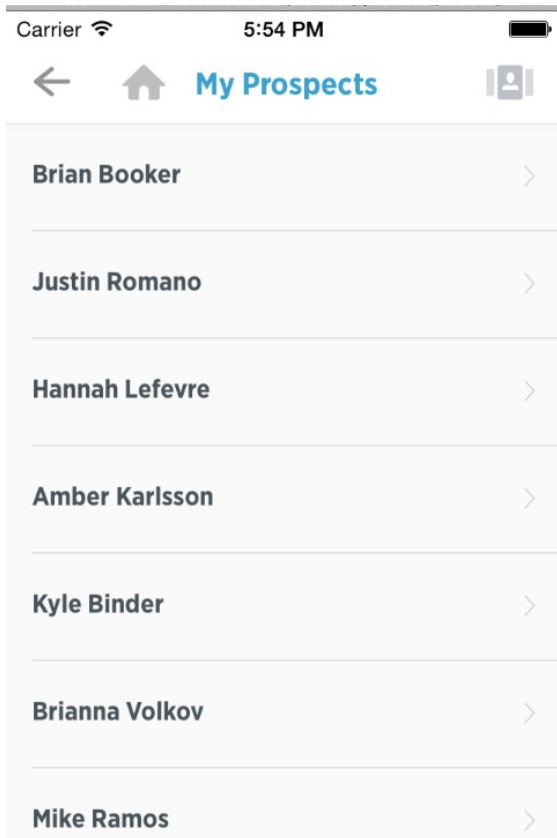 Carrier 5:54 PM
My Prospects
Brian Booker
Justin Romano
Hannah Lefevre
Amber Karlsson
Kyle Binder
Brianna Volkov
Mike Ramos